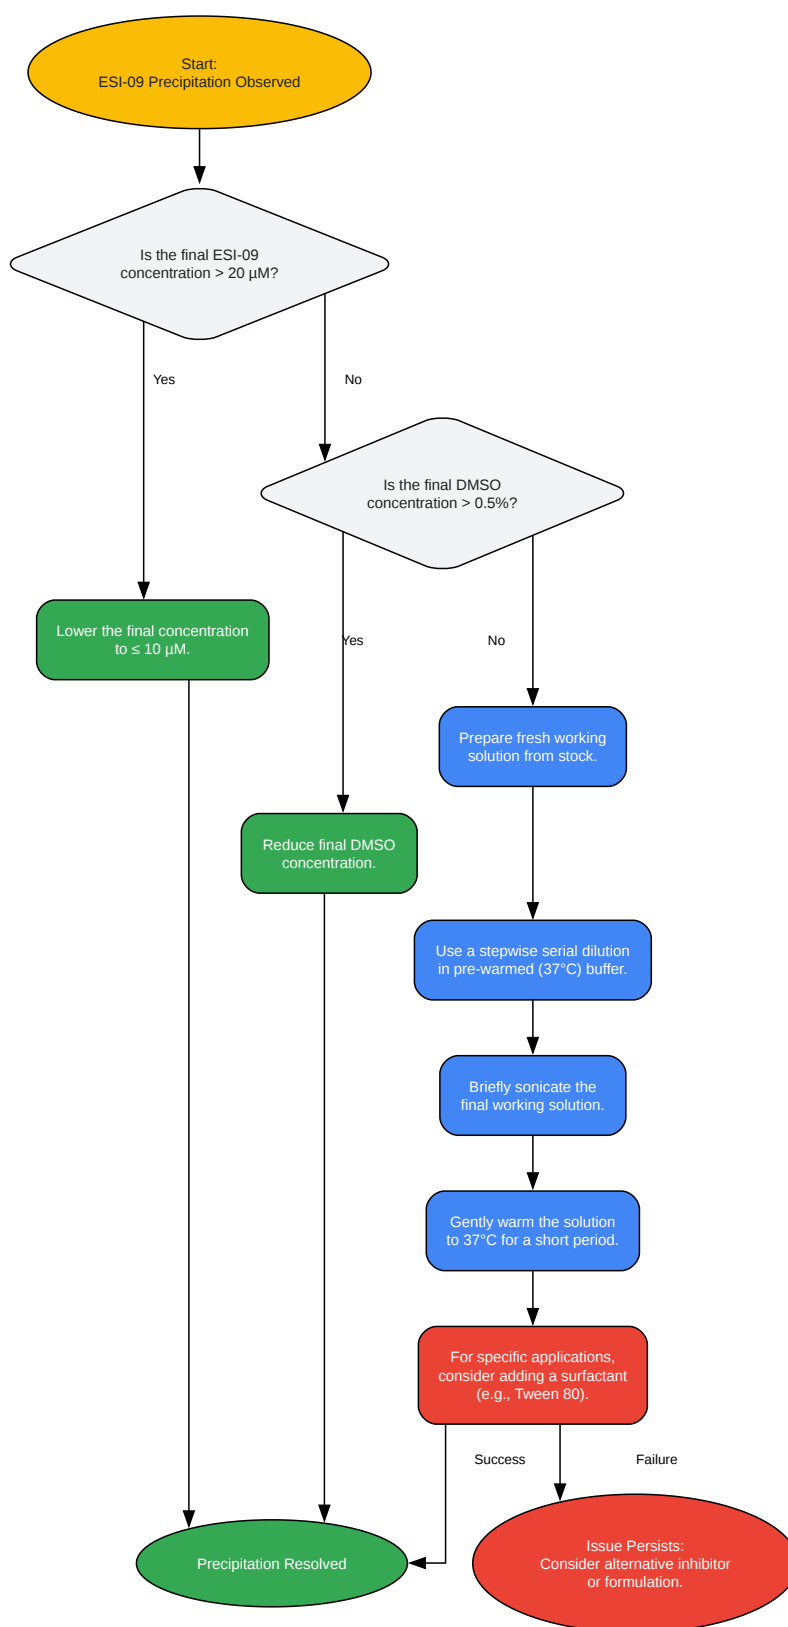 Start:
ESI-09 Precipitation Observed
Is the final ESI-09
concentration > 20 µM?
Yes
No
Is the final DMSO
concentration > 0.5%?
Lower the final concentration
to ≤ 10 µM.
Yes
No
Prepare fresh working
solution from stock.
Reduce final DMSO
concentration.
Use a stepwise serial dilution
in pre-warmed (37°C) buffer.
Briefly sonicate the
final working solution.
Gently warm the solution
to 37°C for a short period.
For specific applications,
consider adding a surfactant
(e.g., Tween 80).
Success
Failure
Precipitation Resolved
Issue Persists:
Consider alternative inhibitor
or formulation.